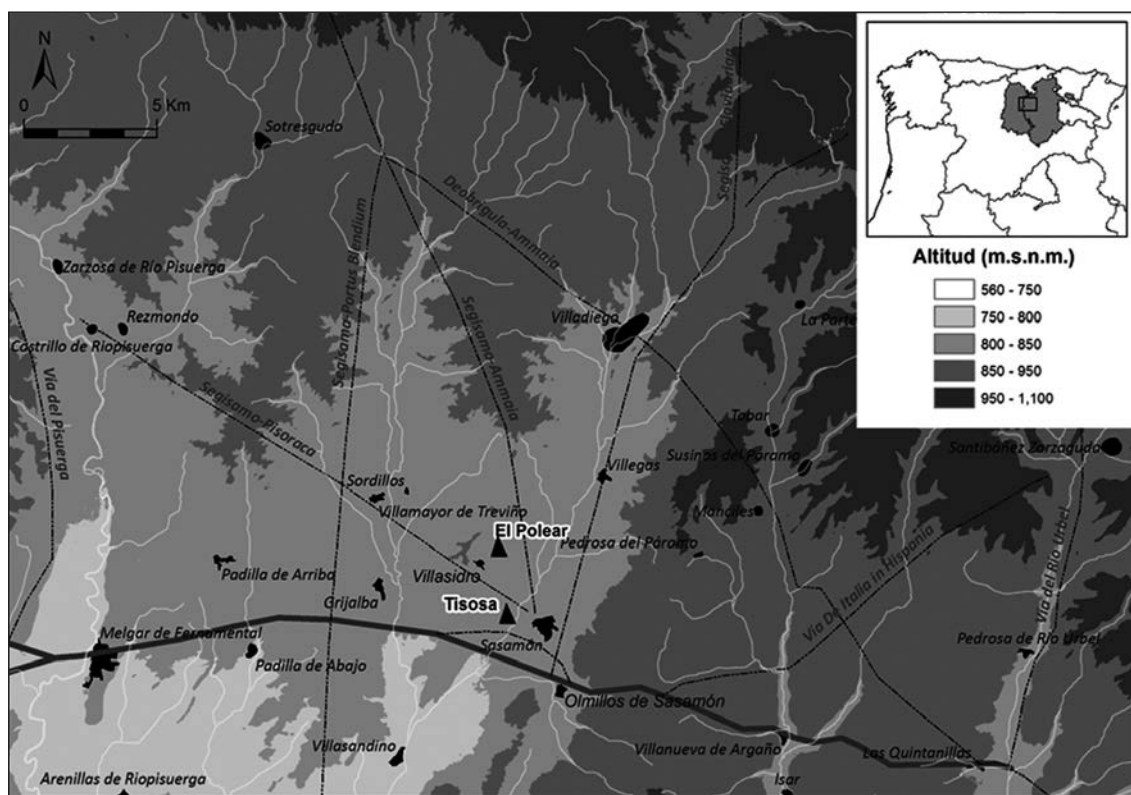 N
0 5 Km
Sotresgudo
Deobrigula-Ammaia
Segisamo-Portus Blendium
Segisamo-Ammaia
Zarzosa de Río Pisuerga
Rezmondo
Castrillo de Riopisuerga
Vía del Pisuerga
Segisamo-Pisoraca
Villadiego
La Parte
Tobar
Susinos del Páramo
Santibáñez Zarzaguda
Villegas
Sordillos
Villamayor de Treviño
Manciles
El Polear
Pedrosa del Páramo
Padilla de Arriba
Villasidro
Grijalba
Tisosa
Vía De Italia in Hispania
Vía del Río Urbel
Melgar de Fernamental
Sasamón
Pedrosa de Río Urbel
Padilla de Abajo
Olmillos de Sasamón
Villasandino
Villanueva de Argaño
Las Quintanillas
Arenillas de Riopisuerga
Isar
Altitud (m.s.n.m.)
560 - 750
750 - 800
800 - 850
850 - 950
950 - 1,100